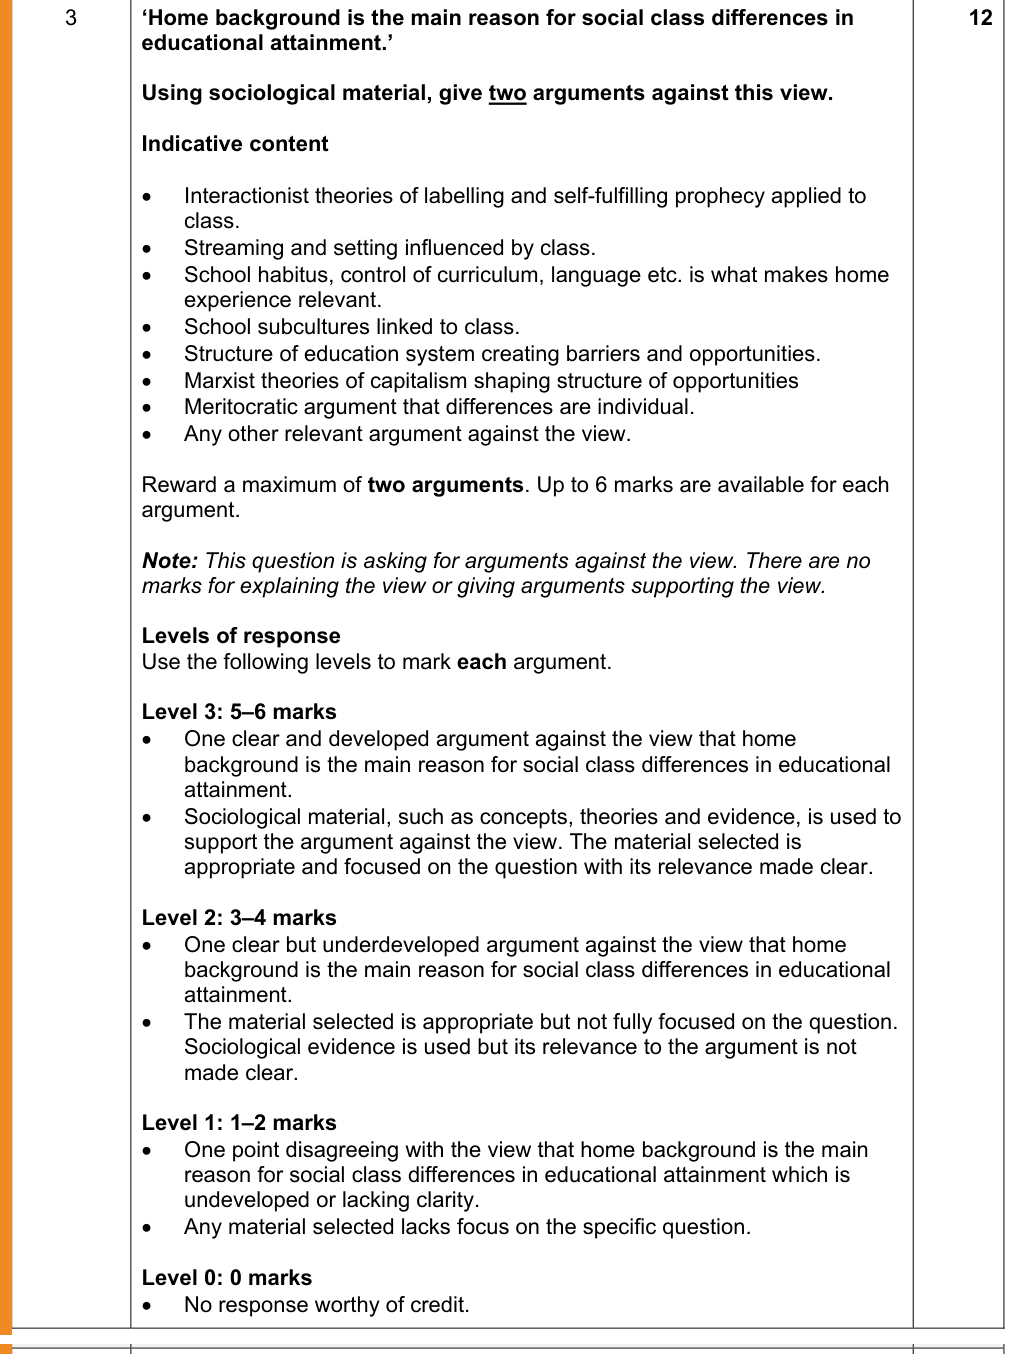 3
‘Home background is the main reason for social class differences in
educational attainment.’
12
Using sociological material, give two arguments against this view.
Indicative content
• Interactionist theories of labelling and self-fulfilling prophecy applied to
class.
• Streaming and setting influenced by class.
• School habitus, control of curriculum, language etc. is what makes home
experience relevant.
• School subcultures linked to class.
• Structure of education system creating barriers and opportunities.
• Marxist theories of capitalism shaping structure of opportunities
• Meritocratic argument that differences are individual.
• Any other relevant argument against the view.
Reward a maximum of two arguments. Up to 6 marks are available for each
argument.
Note: This question is asking for arguments against the view. There are no
marks for explaining the view or giving arguments supporting the view.
Levels of response
Use the following levels to mark each argument.
Level 3: 5–6 marks
• One clear and developed argument against the view that home
background is the main reason for social class differences in educational
attainment.
• Sociological material, such as concepts, theories and evidence, is used to
support the argument against the view. The material selected is
appropriate and focused on the question with its relevance made clear.
Level 2: 3–4 marks
• One clear but underdeveloped argument against the view that home
background is the main reason for social class differences in educational
attainment.
• The material selected is appropriate but not fully focused on the question.
Sociological evidence is used but its relevance to the argument is not
made clear.
Level 1: 1–2 marks
• One point disagreeing with the view that home background is the main
reason for social class differences in educational attainment which is
undeveloped or lacking clarity.
• Any material selected lacks focus on the specific question.
Level 0: 0 marks
• No response worthy of credit.